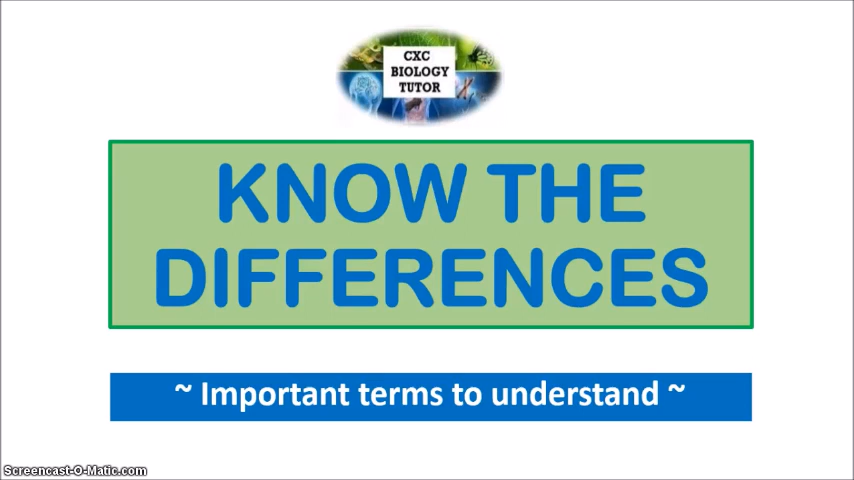 CXC
BIOLOGY
TUTOR
KNOW THE
DIFFERENCES
~ Important terms to understand ~
Screencast-O-Matic.com